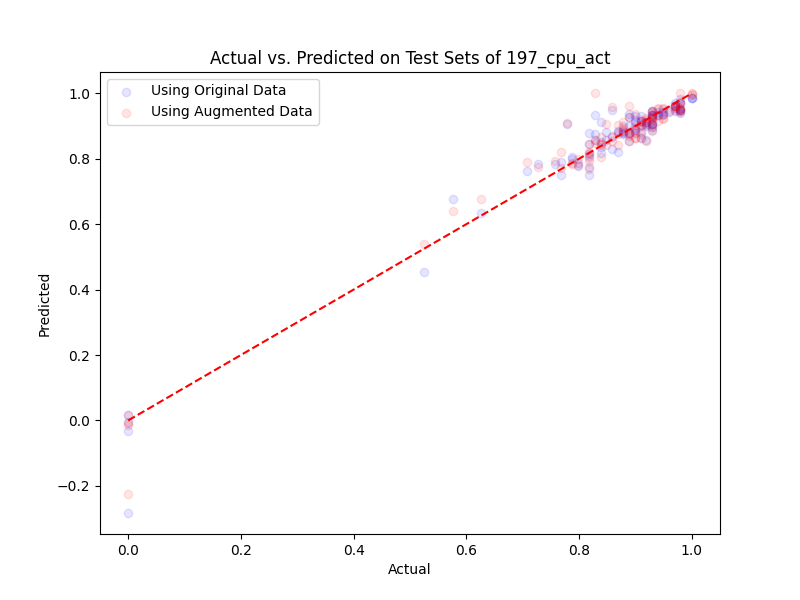 Actual vs. Predicted on Test Sets of 197_cpu_act
Using Original Data
Using Augmented Data
Predicted
1.0
0.8
0.6
0.4
0.2
0.0
−0.2
0.0 0.2 0.4 0.6 0.8 1.0
Actual